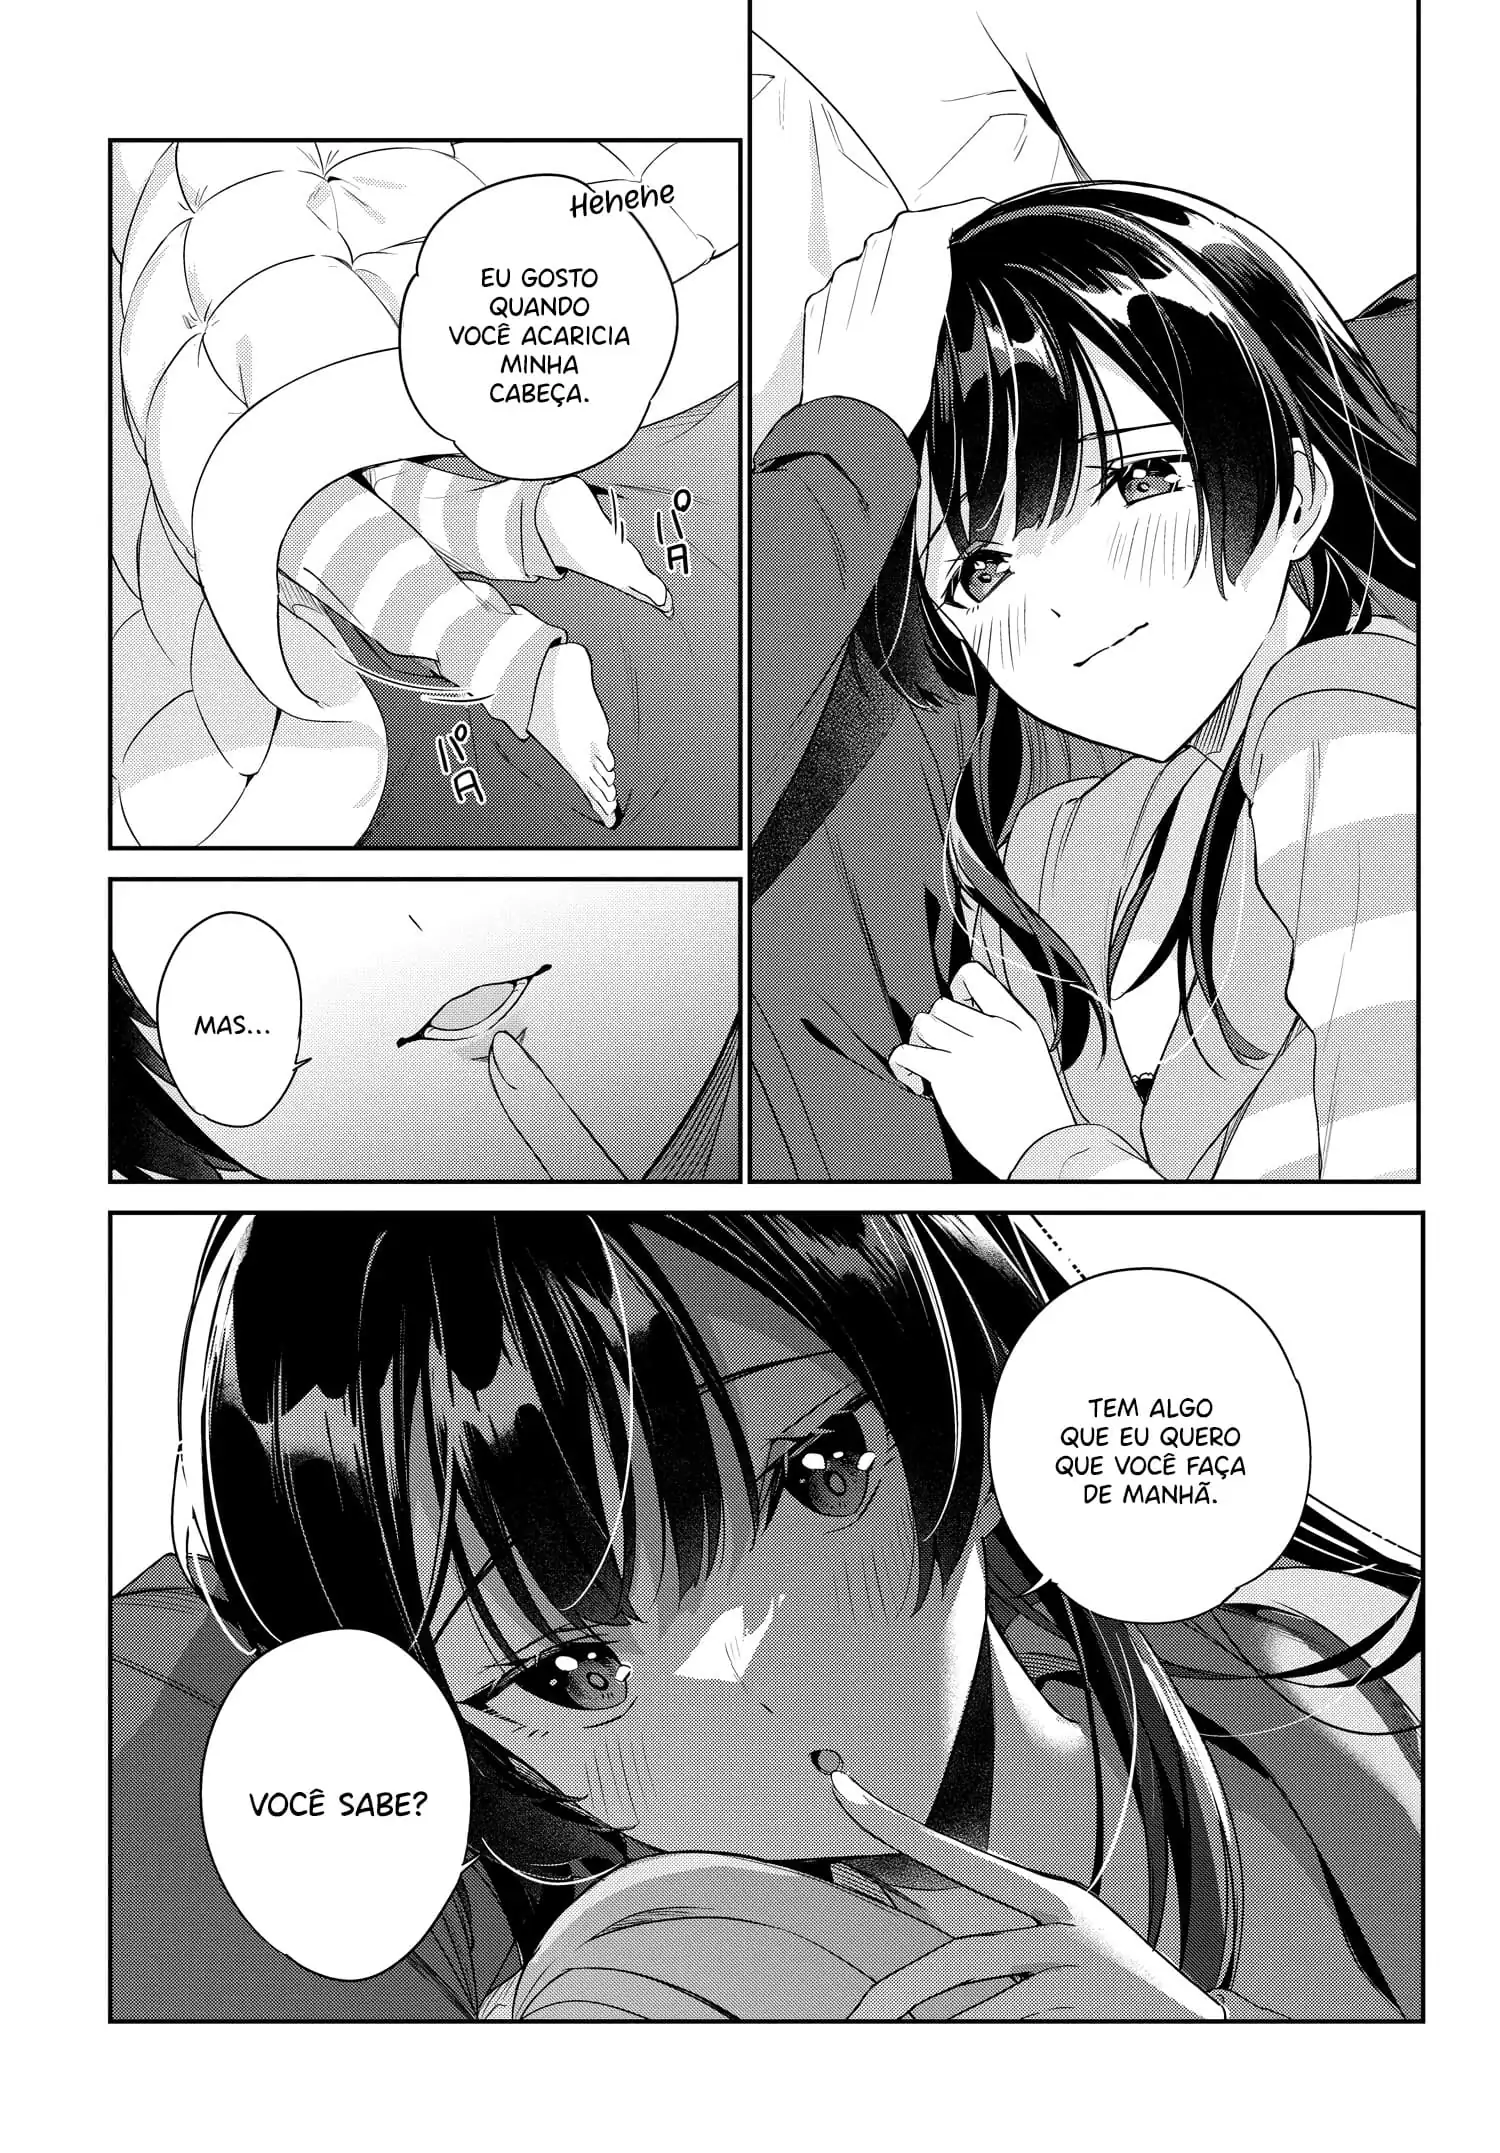 Hehehe
EU GOSTO
QUANDO
VOCÊ ACARICIA
MINHA
CABEÇA.
パタ
パタ
MAS...
TEM ALGO
QUE EU QUERO
QUE VOCÊ FAÇA
DE MANHÃ.
VOCÊ SABE?